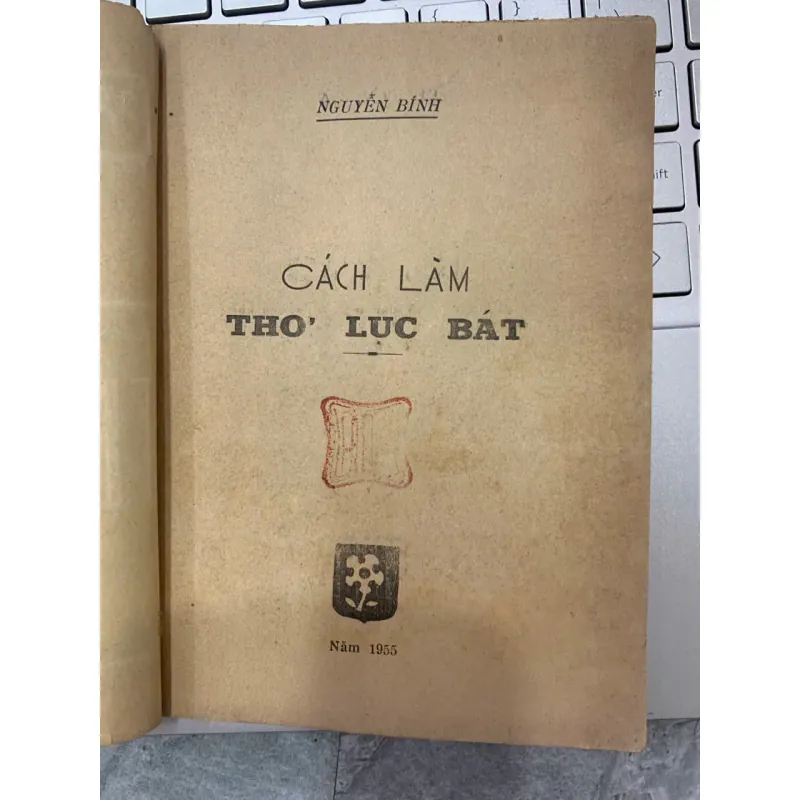 NGUYỄN BÍNH
CÁCH LÀM
THƠ LỤC BÁT
Năm 1955